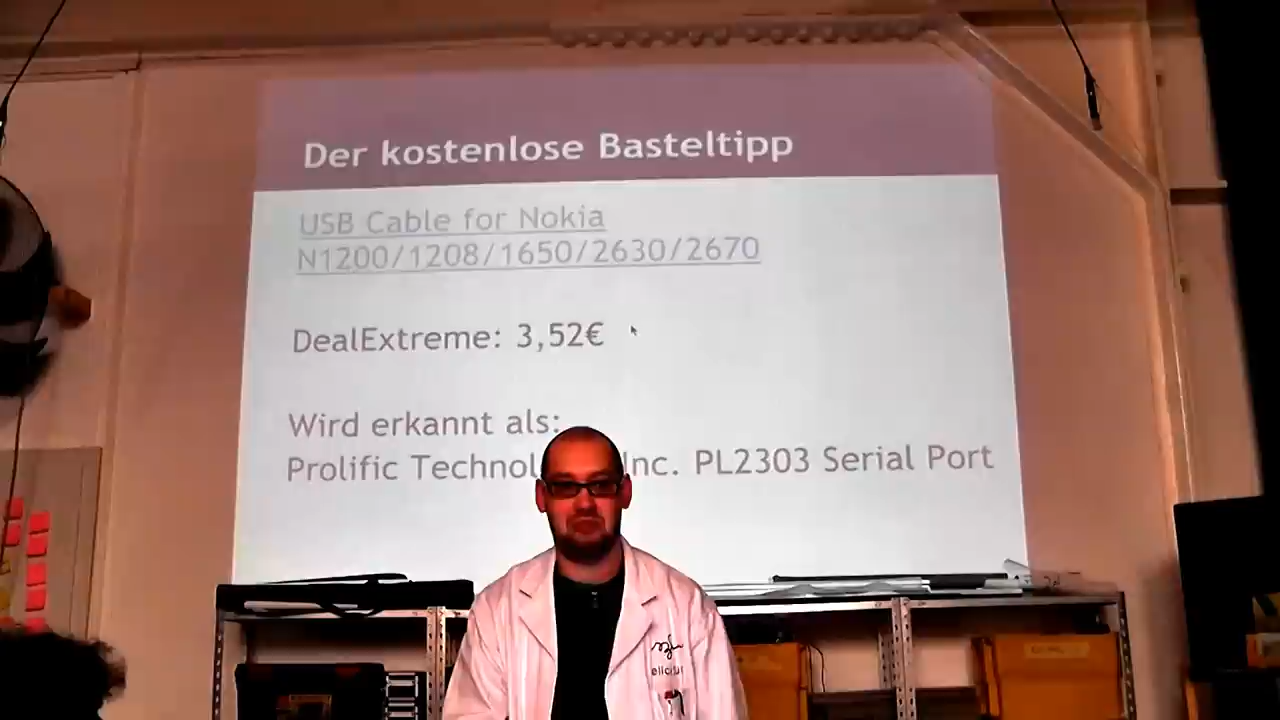 Der kostenlose Basteltipp
USB Cable for Nokia
N1200/1208/1650/2630/2670
DealExtreme: 3,52€
Wird erkannt als:
Prolific Technol Inc. PL2303 Serial Port